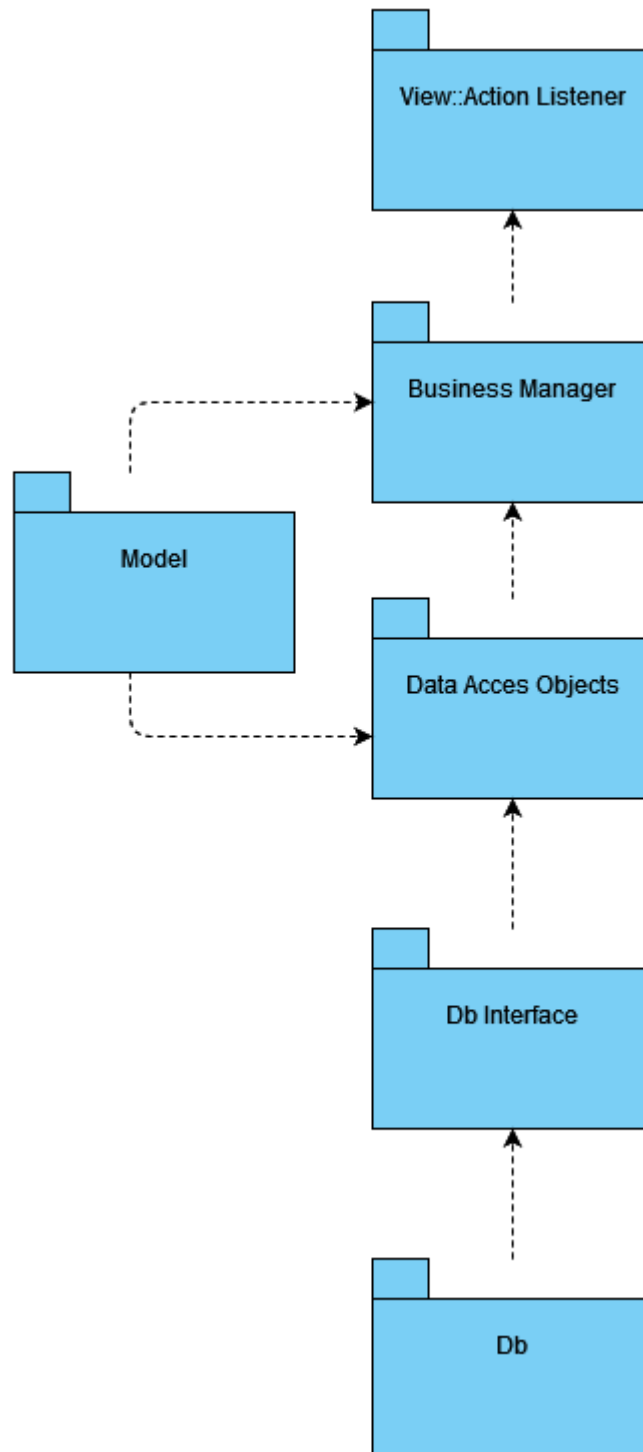 View::Action Listener
Business Manager
Model
Data Acces Objects
Db Interface
Db